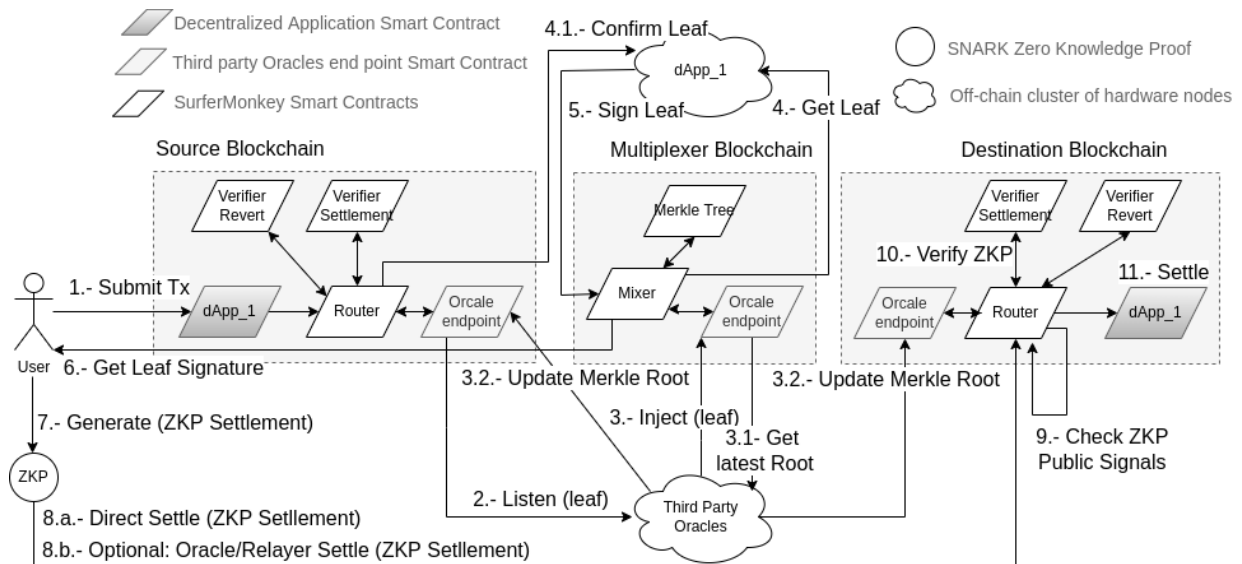 Decentralized Application Smart Contract
Third party Oracles end point Smart Contract
SurferMonkey Smart Contracts
4.1.- Confirm Leaf
dApp_1
5.- Sign Leaf
4.- Get Leaf
SNARK Zero Knowledge Proof
Off-chain cluster of hardware nodes
Source Blockchain
Verifier
Revert
Verifier
Settlement
1.- Submit Tx
dApp_1
Router
Orcale
endpoint
User
6.- Get Leaf Signature
Multiplexer Blockchain
Merkle Tree
Mixer
Orcale
endpoint
Destination Blockchain
Verifier
Settlement
Verifier
Revert
10.- Verify ZKP
11.- Settle
Orcale
endpoint
Router
dApp_1
3.2.- Update Merkle Root
3.2.- Update Merkle Root
7.- Generate (ZKP Settlement)
3.- Inject (leaf)
3.1- Get
latest Root
9.- Check ZKP
Public Signals
ZKP
2.- Listen (leaf)
Third Party
Oracles
8.a.- Direct Settle (ZKP Setllement)
8.b.- Optional: Oracle/Relayer Settle (ZKP Setllement)